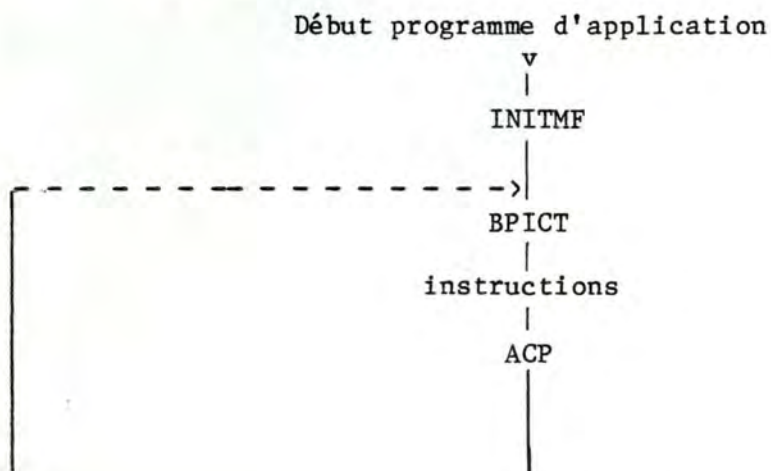 Début programme d'application
v
INITMF
BPICT
instructions
ACP